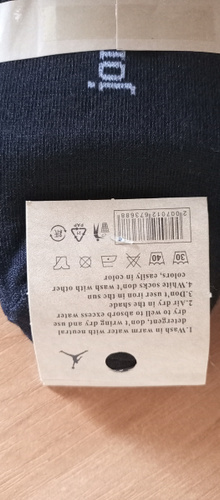 1.Wash in warm water with neutral
detergent, don't wring dry and use
dry to well to absorb excess water
2.Air dry in the shade
3.Don't user iron in the sun
4.White socks don't wash with other
colors, easily in color
30
40